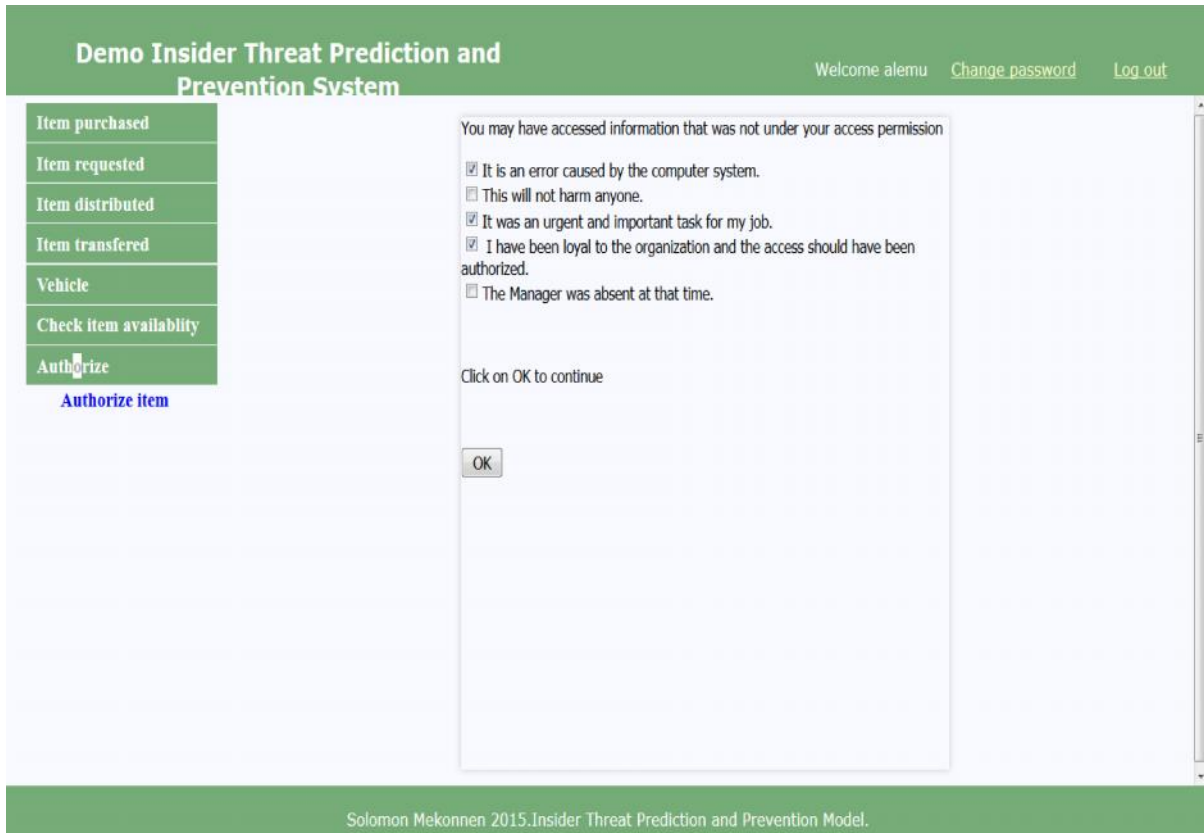 Demo Insider Threat Prediction and
Prevention System
Welcome alemu Change password Log out
Item purchased
Item requested
Item distributed
Item transfered
Vehicle
Check item availablity
Authorize
Authorize item
You may have accessed information that was not under your access permission
It is an error caused by the computer system.
This will not harm anyone.
It was an urgent and important task for my job.
I have been loyal to the organization and the access should have been
authorized.
The Manager was absent at that time.
Click on OK to continue
OK
Solomon Mekonnen 2015.Insider Threat Prediction and Prevention Model.